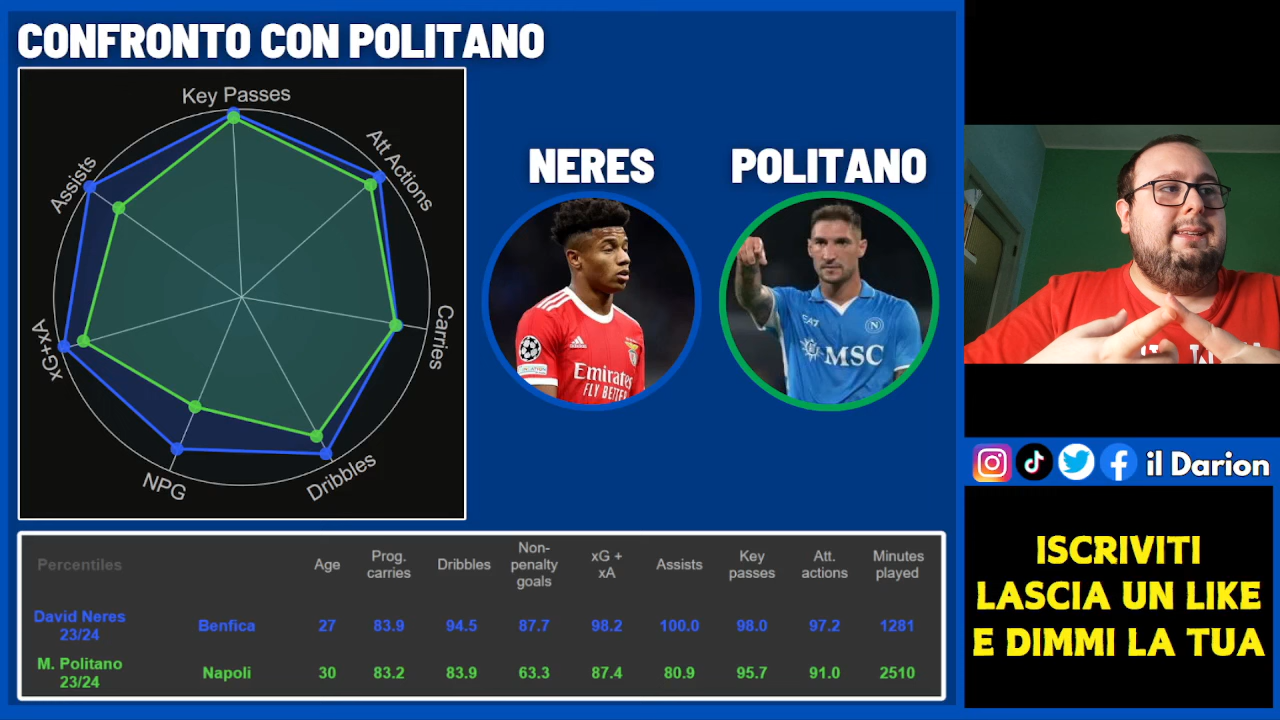 CONFRONTO CON POLITANO
Key Passes
Att Actions
Carries
Dribbles
NPG
xG+xA
Assists
NERES
POLITANO
Emirates
FLY BETTER
EA7
N
MSC
il Darion
ISCRIVITI
LASCIA UN LIKE
E DIMMI LA TUA
Percentiles
Age
Prog. carries
Dribbles
Non-penalty goals
xG + xA
Assists
Key passes
Att. actions
Minutes played
David Neres 23/24 Benfica 27 83.9 94.5 87.7 98.2 100.0 98.0 97.2 1281
M. Politano 23/24 Napoli 30 83.2 83.9 63.3 87.4 80.9 95.7 91.0 2510